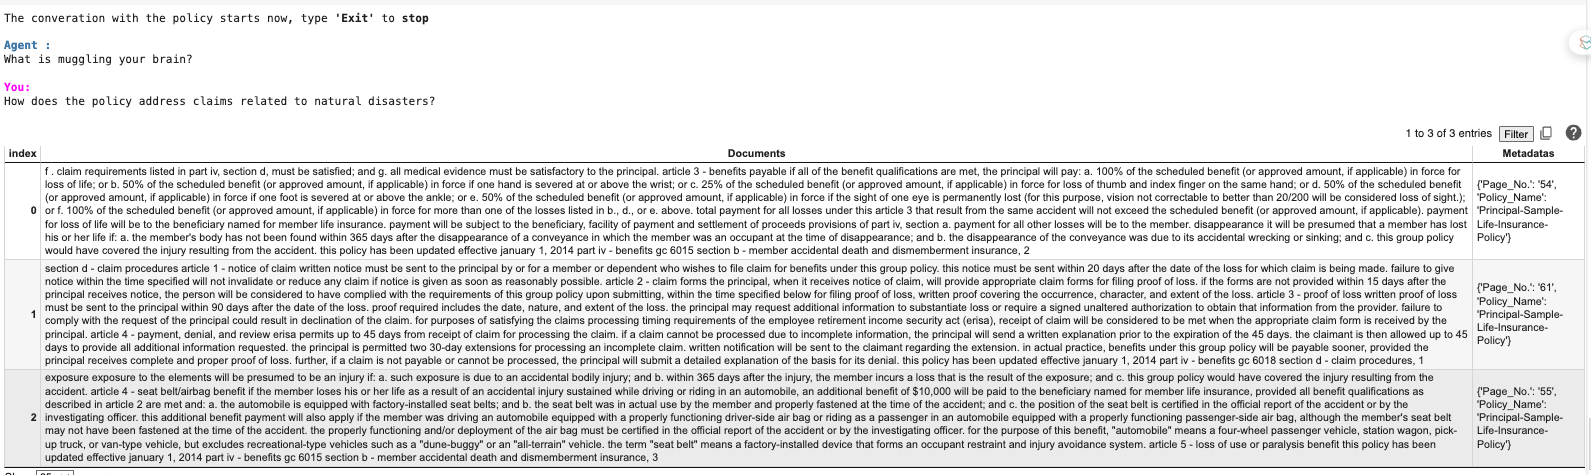 The converation with the policy starts now, type 'Exit' to stop
Agent :
What is muggling your brain?
You:
How does the policy address claims related to natural disasters?
1 to 3 of 3 entries Filter
index Documents Metadatas
f . claim requirements listed in part iv, section d, must be satisfied; and g. all medical evidence must be satisfactory to the principal. article 3 - benefits payable if all of the benefit qualifications are met, the principal will pay: a. 100% of the scheduled benefit (or approved amount, if applicable) in force for
loss of life; or b. 50% of the scheduled benefit (or approved amount, if applicable) in force if one hand is severed at or above the wrist; or c. 25% of the scheduled benefit (or approved amount, if applicable) in force for loss of thumb and index finger on the same hand; or d. 50% of the scheduled benefit
(or approved amount, if applicable) in force if one foot is severed at or above the ankle; or e. 50% of the scheduled benefit (or approved amount, if applicable) in force if the sight of one eye is permanently lost (for this purpose, vision not correctable to better than 20/200 will be considered loss of sight.);
or f. 100% of the scheduled benefit (or approved amount, if applicable) in force for more than one of the losses listed in b., d., or e. above. total payment for all losses under this article 3 that result from the same accident will not exceed the scheduled benefit (or approved amount, if applicable). payment
for loss of life will be to the beneficiary named for member life insurance. payment will be subject to the beneficiary, facility of payment and settlement of proceeds provisions of part iv, section a. payment for all other losses will be to the member. disappearance it will be presumed that a member has lost
his or her life if: a. the member's body has not been found within 365 days after the disappearance of a conveyance in which the member was an occupant at the time of disappearance; and b. the disappearance of the conveyance was due to its accidental wrecking or sinking; and c. this group policy
would have covered the injury resulting from the accident. this policy has been updated effective january 1, 2014 part iv - benefits gc 6015 section b - member accidental death and dismemberment insurance, 2
0
{'Page_No.': '54',
'Policy_Name':
'Principal-Sample-
Life-Insurance-
Policy'}
section d - claim procedures article 1 - notice of claim written notice must be sent to the principal by or for a member or dependent who wishes to file claim for benefits under this group policy. this notice must be sent within 20 days after the date of the loss for which claim is being made. failure to give
notice within the time specified will not invalidate or reduce any claim if notice is given as soon as reasonably possible. article 2 - claim forms the principal, when it receives notice of claim, will provide appropriate claim forms for filing proof of loss. if the forms are not provided within 15 days after the
principal receives notice, the person will be considered to have complied with the requirements of this group policy upon submitting, within the time specified below for filing proof of loss, written proof covering the occurrence, character, and extent of the loss. article 3 - proof of loss written proof of loss
must be sent to the principal within 90 days after the date of the loss. proof required includes the date, nature, and extent of the loss. the principal may request additional information to substantiate loss or require a signed unaltered authorization to obtain that information from the provider. failure to
comply with the request of the principal could result in declination of the claim. for purposes of satisfying the claims processing timing requirements of the employee retirement income security act (erisa), receipt of claim will be considered to be met when the appropriate claim form is received by the
principal. article 4 - payment, denial, and review erisa permits up to 45 days from receipt of claim for processing the claim. if a claim cannot be processed due to incomplete information, the principal will send a written explanation prior to the expiration of the 45 days. the claimant is then allowed up to 45
days to provide all additional information requested. the principal is permitted two 30-day extensions for processing an incomplete claim. written notification will be sent to the claimant regarding the extension. in actual practice, benefits under this group policy will be payable sooner, provided the
principal receives complete and proper proof of loss. further, if a claim is not payable or cannot be processed, the principal will submit a detailed explanation of the basis for its denial. this policy has been updated effective january 1, 2014 part iv - benefits gc 6018 section d - claim procedures, 1
1
{'Page_No.': '61',
'Policy_Name':
'Principal-Sample-
Life-Insurance-
Policy'}
exposure exposure to the elements will be presumed to be an injury if: a. such exposure is due to an accidental bodily injury; and b. within 365 days after the injury, the member incurs a loss that is the result of the exposure; and c. this group policy would have covered the injury resulting from the
accident. article 4 - seat belt/airbag benefit if the member loses his or her life as a result of an accidental injury sustained while driving or riding in an automobile, an additional benefit of $10,000 will be paid to the beneficiary named for member life insurance, provided all benefit qualifications as
described in article 2 are met and: a. the automobile is equipped with factory-installed seat belts; and b. the seat belt was in actual use by the member and properly fastened at the time of the accident; and c. the position of the seat belt is certified in the official report of the accident or by the
investigating officer. this additional benefit payment will also apply if the member was driving an automobile equipped with a properly functioning driver-side air bag or riding as a passenger in an automobile equipped with a properly functioning passenger-side air bag, although the member's seat belt
may not have been fastened at the time of the accident. the properly functioning and/or deployment of the air bag must be certified in the official report of the accident or by the investigating officer. for the purpose of this benefit, "automobile" means a four-wheel passenger vehicle, station wagon, pick-
up truck, or van-type vehicle, but excludes recreational-type vehicles such as a "dune-buggy" or an "all-terrain" vehicle. the term "seat belt" means a factory-installed device that forms an occupant restraint and injury avoidance system. article 5 - loss of use or paralysis benefit this policy has been
updated effective january 1, 2014 part iv - benefits gc 6015 section b - member accidental death and dismemberment insurance, 3
2
{'Page_No.': '55',
'Policy_Name':
'Principal-Sample-
Life-Insurance-
Policy'}